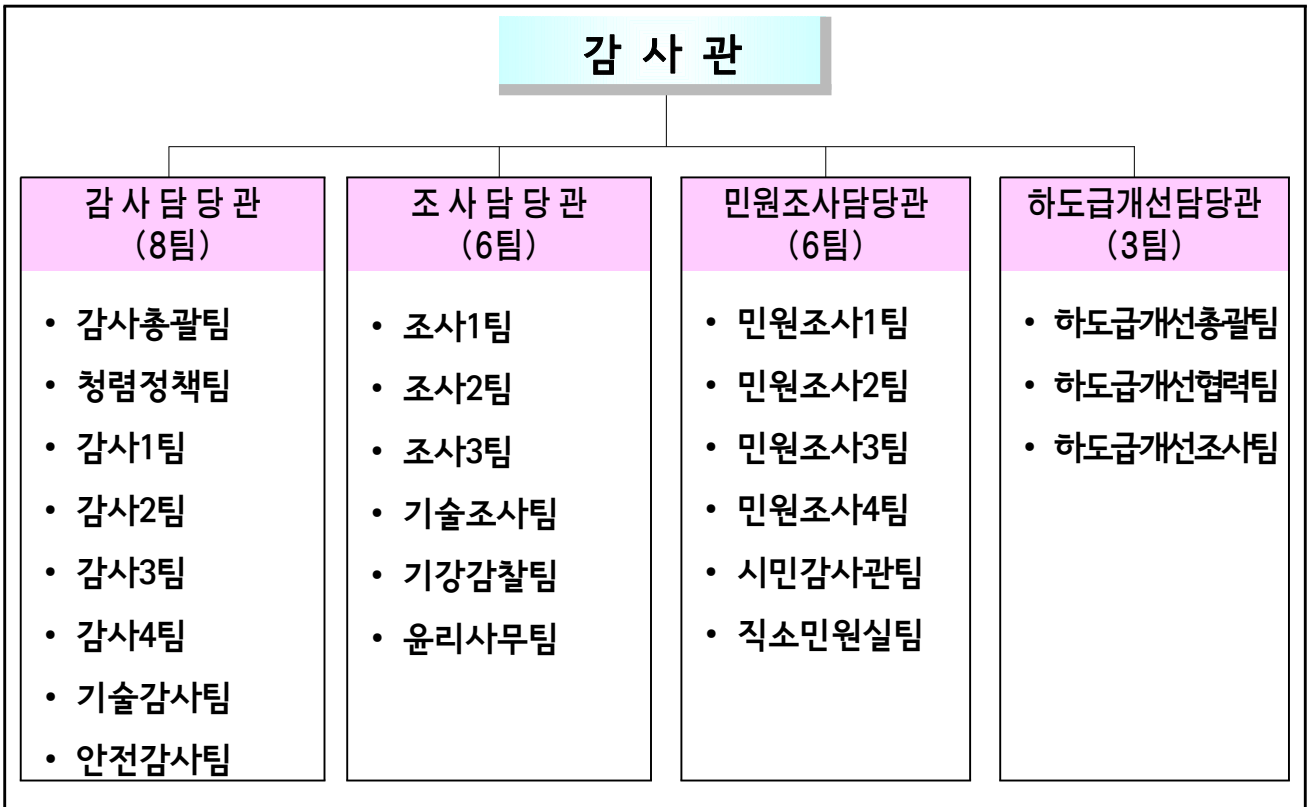 감 사 관
감 사 담 당 관
(8팀)
• 감사총괄팀
• 청렴정책팀
• 감사1팀
• 감사2팀
• 감사3팀
• 감사4팀
• 기술감사팀
• 안전감사팀
조 사 담 당 관
(6팀)
• 조사1팀
• 조사2팀
• 조사3팀
• 기술조사팀
• 기강감찰팀
• 윤리사무팀
민원조사담당관
(6팀)
• 민원조사1팀
• 민원조사2팀
• 민원조사3팀
• 민원조사4팀
• 시민감사관팀
• 직소민원실팀
하도급개선담당관
(3팀)
• 하도급개선총괄팀
• 하도급개선협력팀
• 하도급개선조사팀